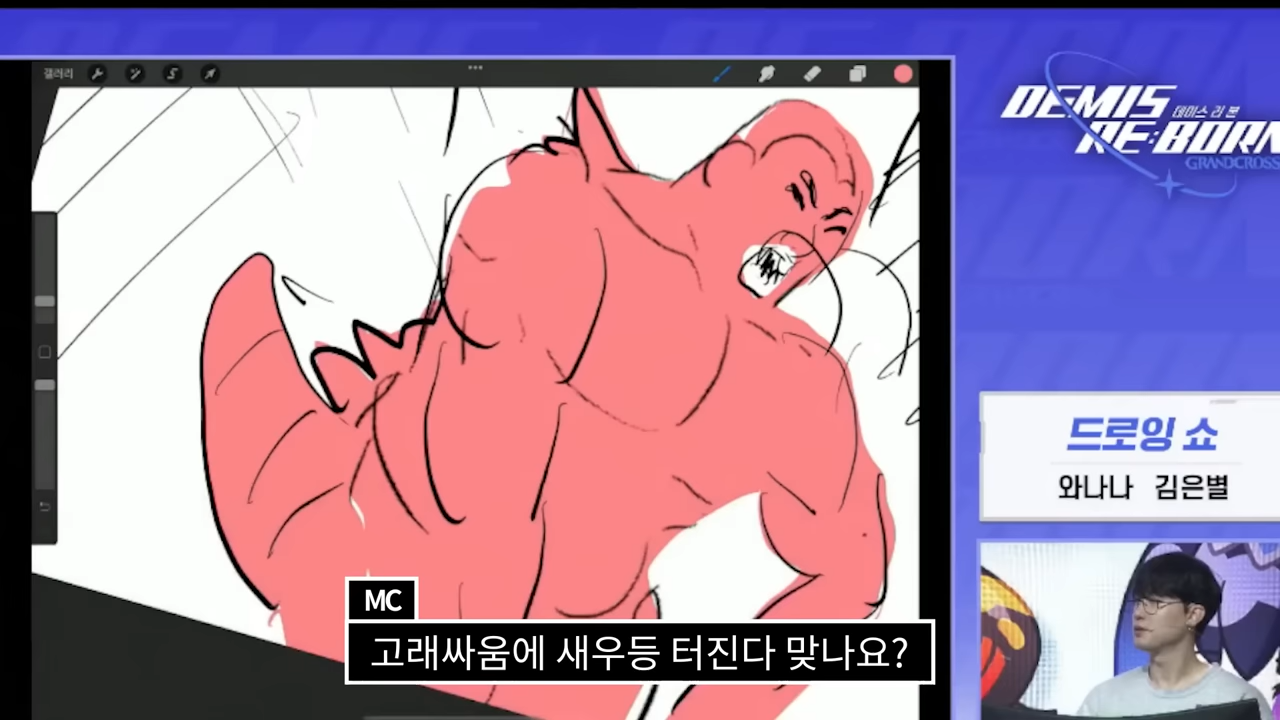 갤러리
DEMIS
데미스 리 본
RE:BORN
GRANDCROSS
드로잉 쇼
와나나 김은별
MC
고래싸움에 새우등 터진다 맞나요?